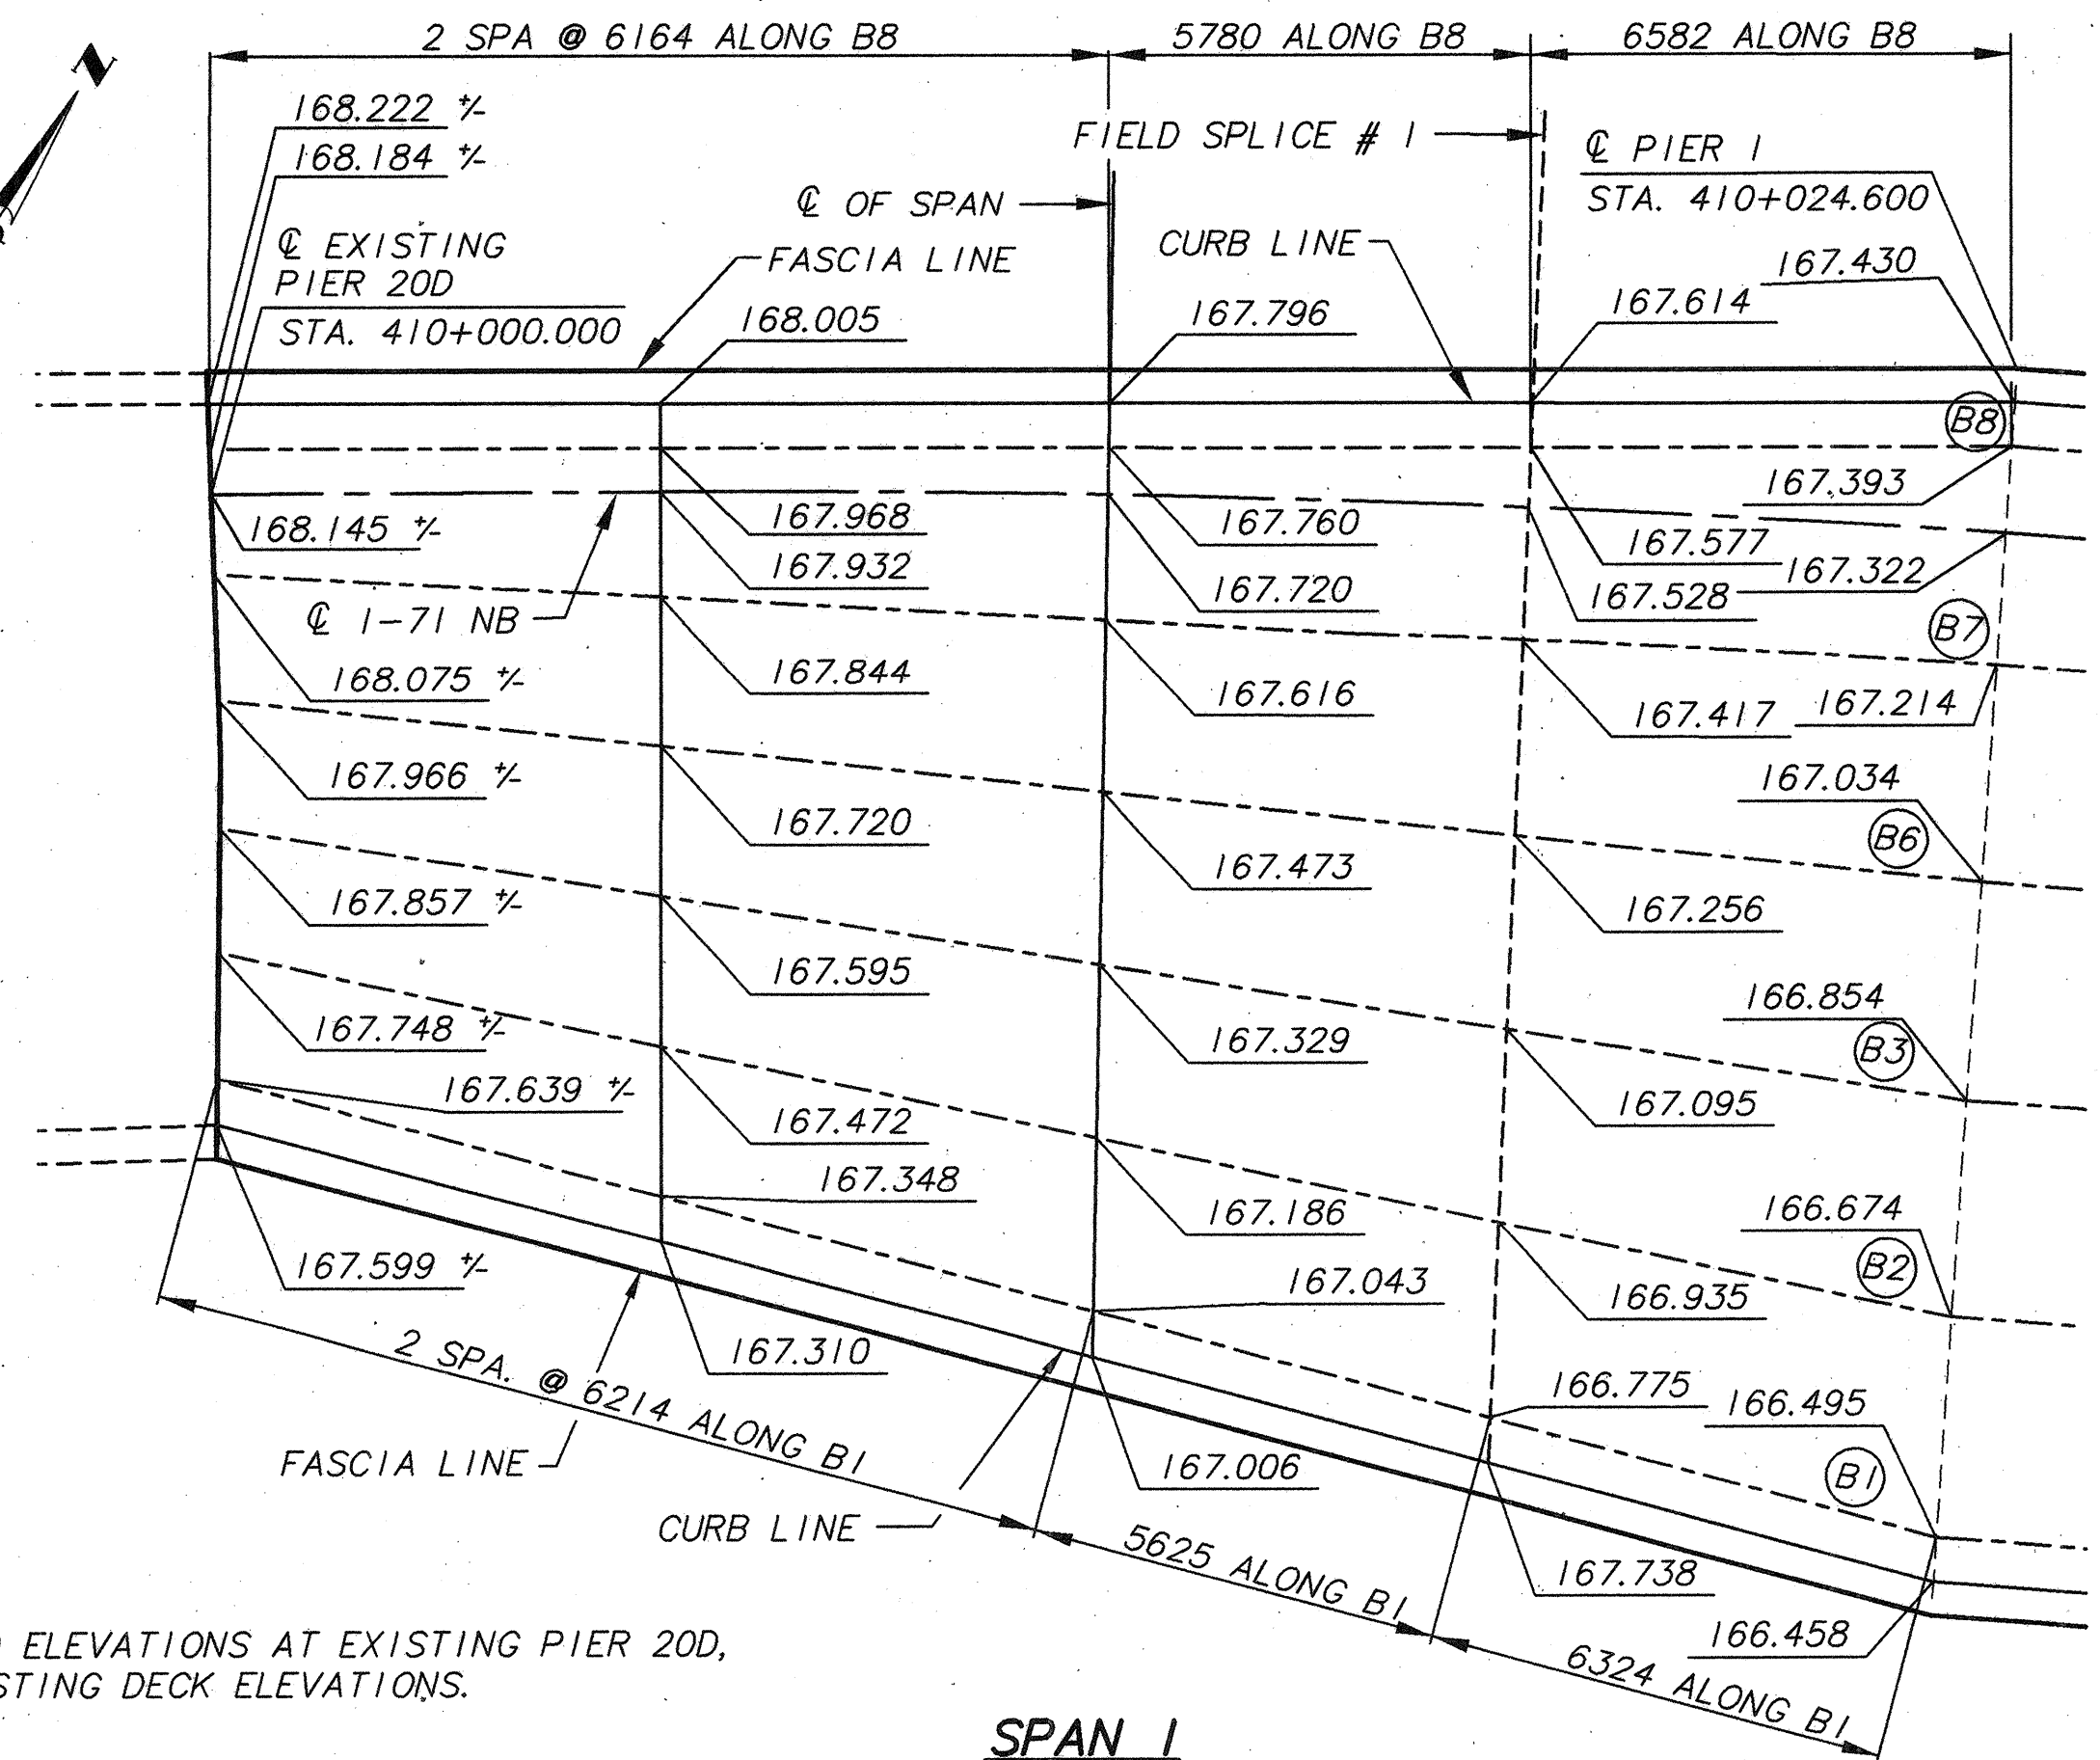 2 SPA @ 6164 ALONG B8
5780 ALONG B8
6582 ALONG B8
N
168.222 +/-
168.184 +/-
FIELD SPLICE # 1
℄ PIER 1
STA. 410+024.600
℄ OF SPAN
℄ EXISTING
PIER 20D
STA. 410+000.000
FASCIA LINE
CURB LINE
167.430
168.005
167.796
167.614
B8
168.145 +/-
167.968
167.932
167.760
167.720
167.393
167.577
167.528
167.322
℄ 1-71 NB
B7
168.075 +/-
167.844
167.616
167.417
167.214
167.966 +/-
167.720
167.473
167.256
167.034
B6
167.857 +/-
167.595
167.329
167.095
166.854
B3
167.748 +/-
167.639 +/-
167.472
167.348
167.186
167.043
166.935
166.674
B2
167.599 +/-
167.310
167.006
166.775
166.495
B1
2 SPA. @ 6214 ALONG B1
FASCIA LINE
CURB LINE
5625 ALONG B1
167.738
166.458
6324 ALONG B1
ELEVATIONS AT EXISTING PIER 20D,
STING DECK ELEVATIONS.
SPAN 1